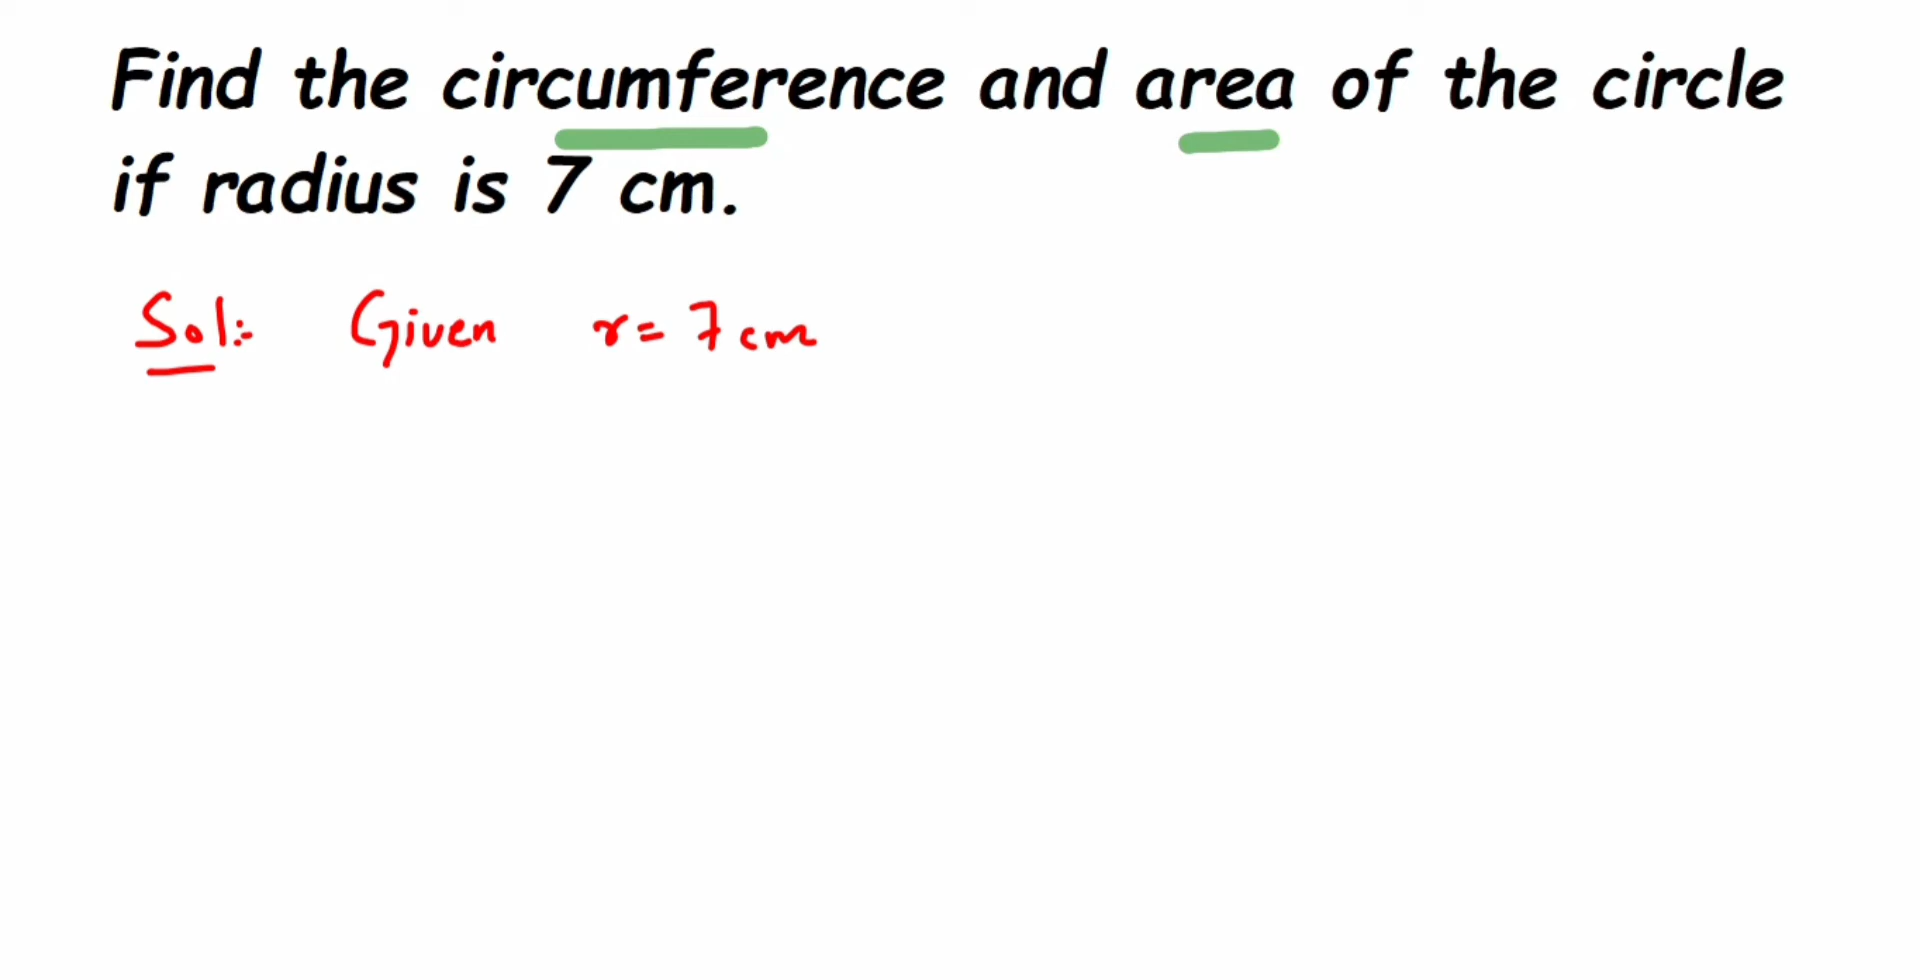 Find the circumference and area of the circle
if radius is 7 cm.
Sol:- Given r = 7 cm